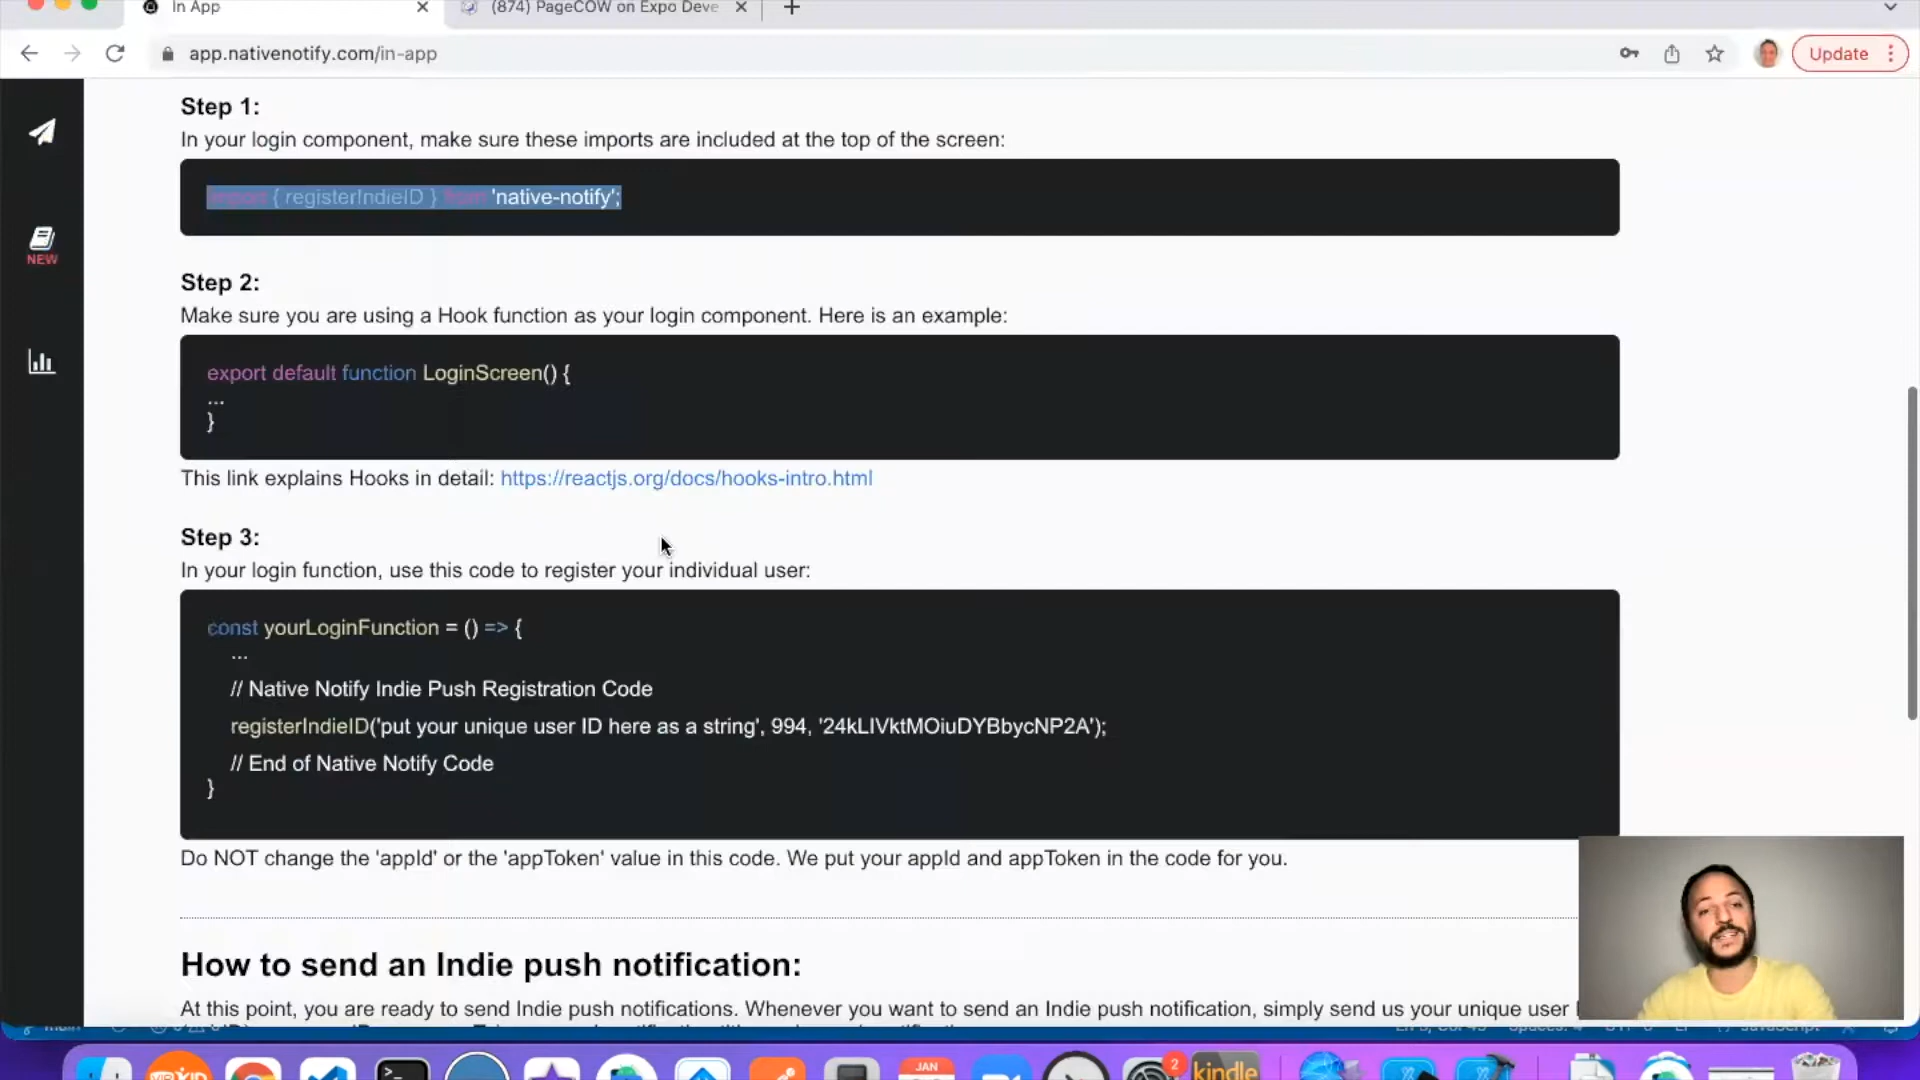 In App
(874) PageCOW on Expo Deve
app.nativenotify.com/in-app
Update
Step 1:
In your login component, make sure these imports are included at the top of the screen:
import { registerIndieID } from 'native-notify';
NEW
Step 2:
Make sure you are using a Hook function as your login component. Here is an example:
export default function LoginScreen() {
...
}
This link explains Hooks in detail: https://reactjs.org/docs/hooks-intro.html
Step 3:
In your login function, use this code to register your individual user:
const yourLoginFunction = () => {
...
// Native Notify Indie Push Registration Code
registerIndieID('put your unique user ID here as a string', 994, '24kLIVktMOiuDYBbycNP2A');
// End of Native Notify Code
}
Do NOT change the 'appId' or the 'appToken' value in this code. We put your appId and appToken in the code for you.
How to send an Indie push notification:
At this point, you are ready to send Indie push notifications. Whenever you want to send an Indie push notification, simply send us your unique user
JAN
2
kindle